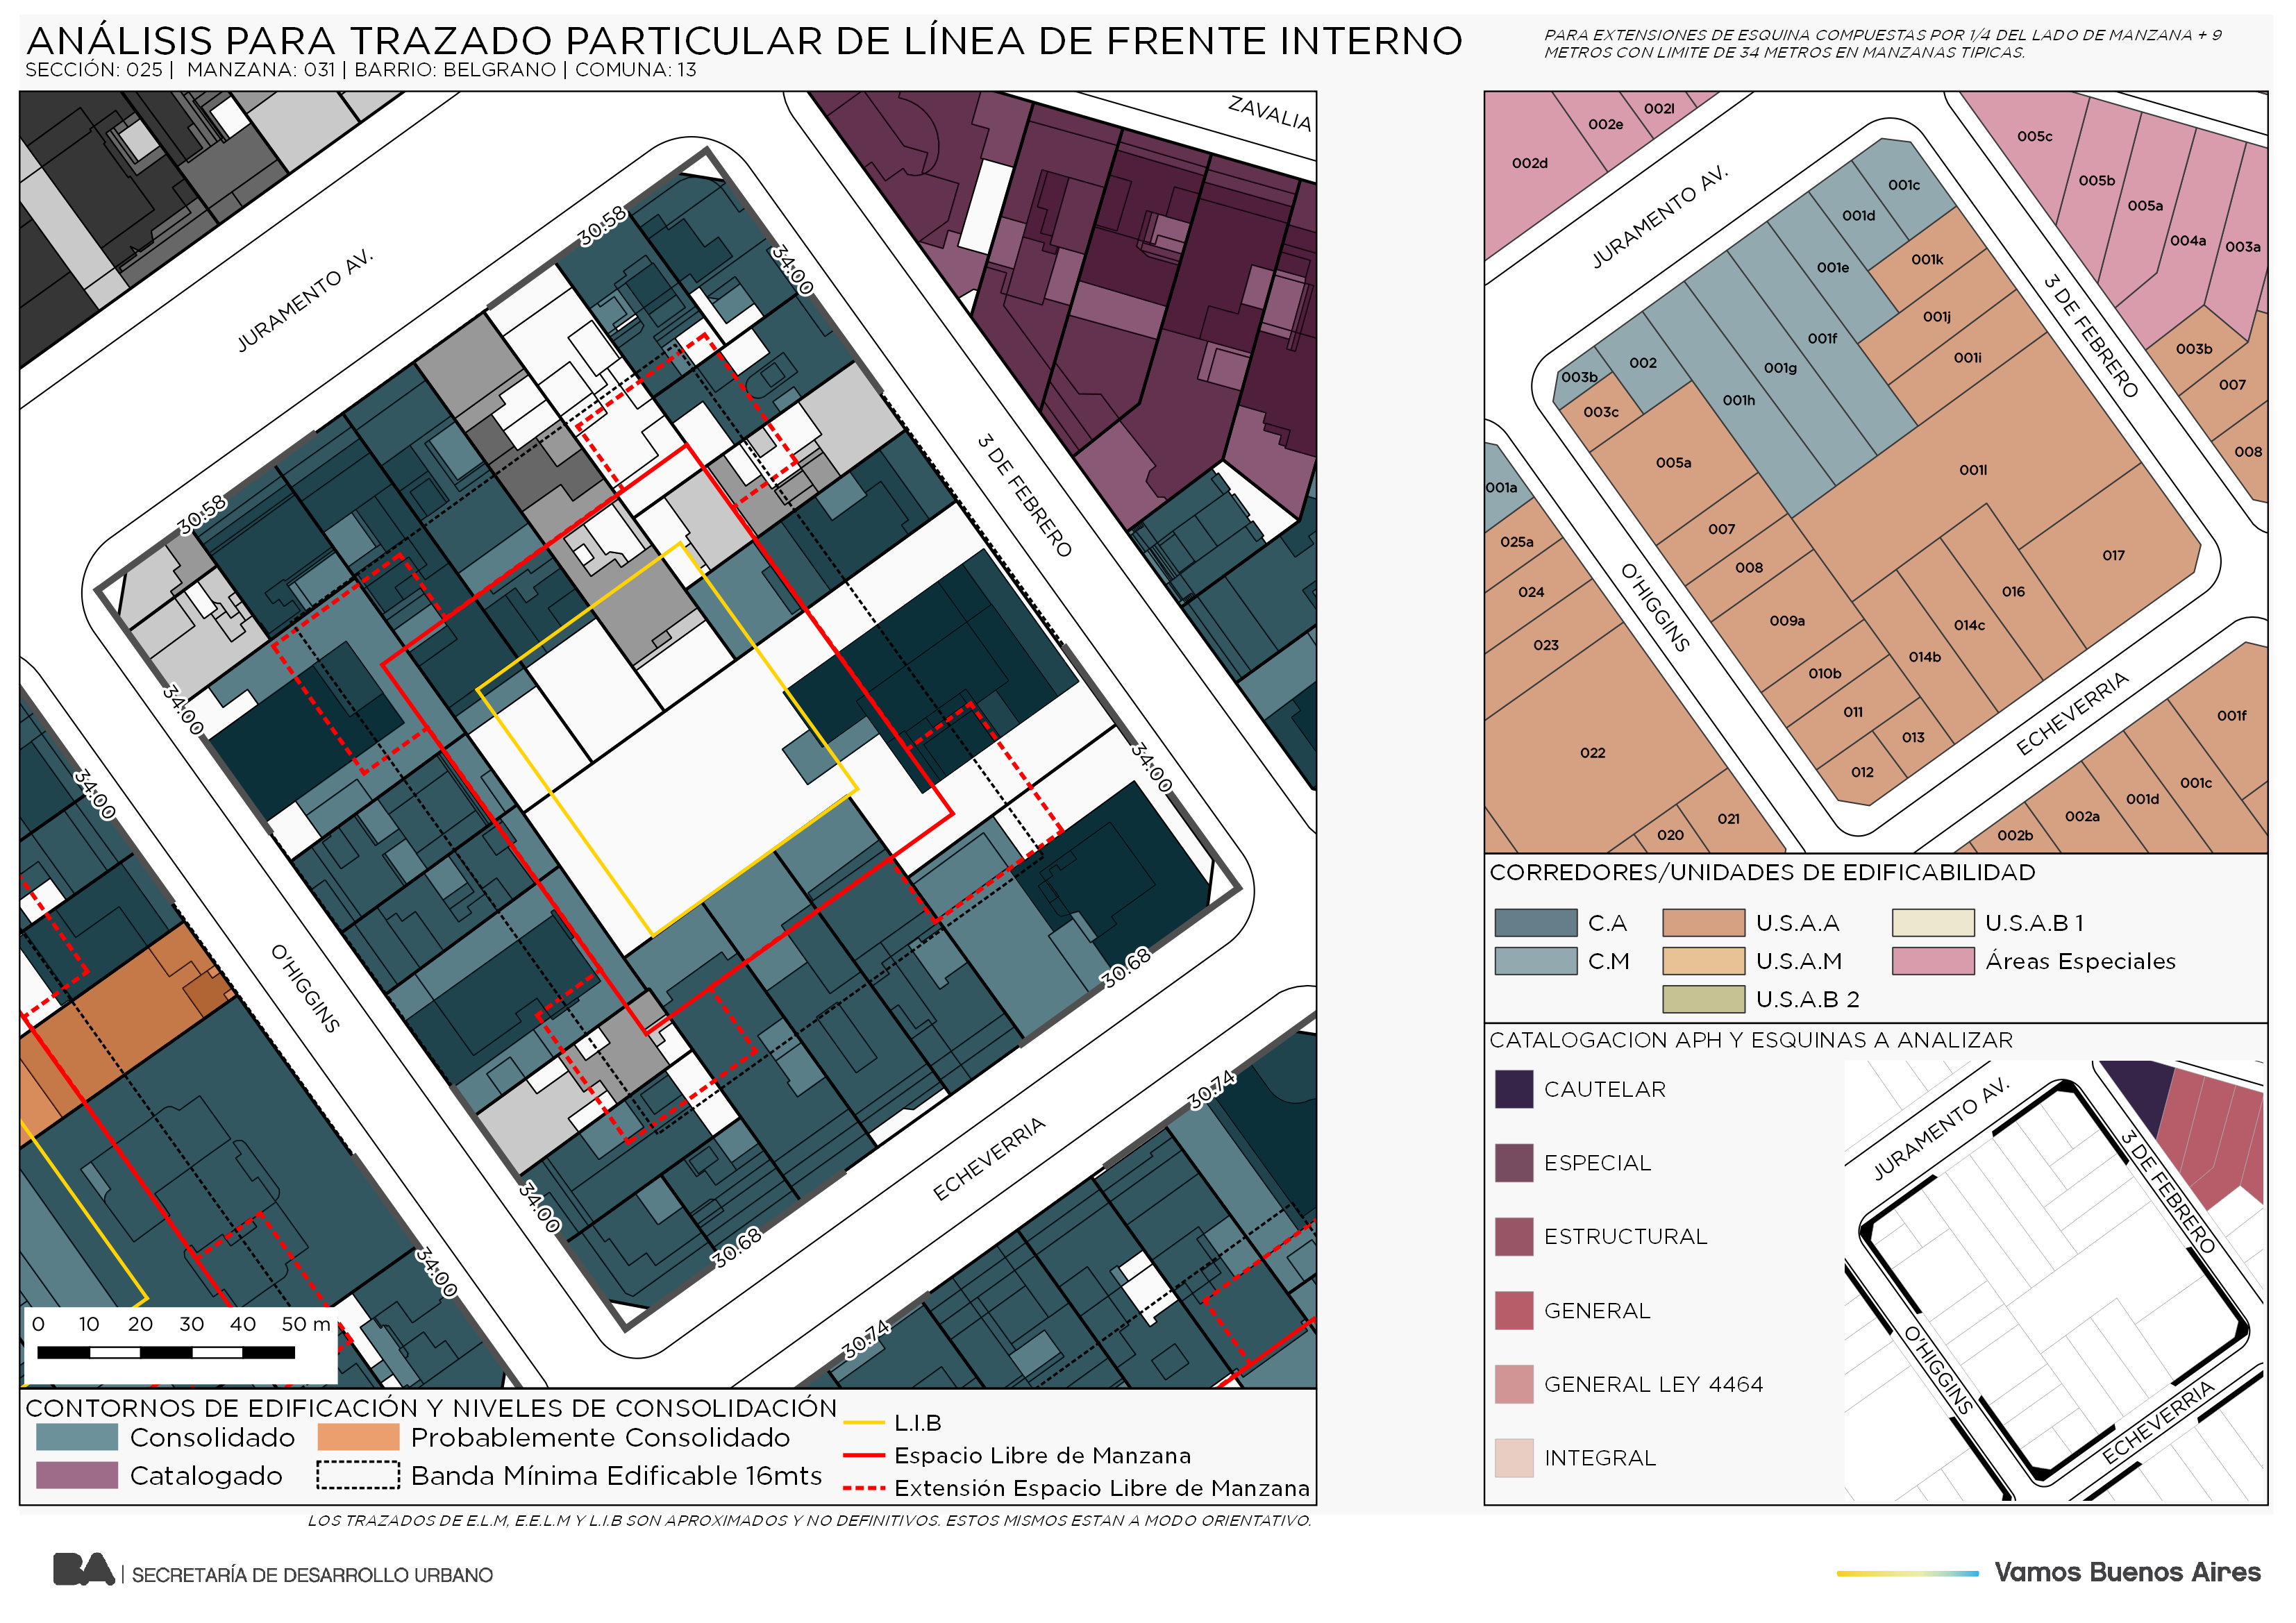 ANÁLISIS PARA TRAZADO PARTICULAR DE LÍNEA DE FRENTE INTERNO
SECCIÓN: 025 | MANZANA: 031 | BARRIO: BELGRANO | COMUNA: 13
PARA EXTENSIONES DE ESQUINA COMPUESTAS POR 1/4 DEL LADO DE MANZANA + 9
METROS CON LIMITE DE 34 METROS EN MANZANAS TIPICAS.
ZAVALIA
JURAMENTO AV.
30.58
34.00
30.58
3 DE FEBRERO
34.00
34.00
34.00
O'HIGGINS
30.68
34.00
30.74
ECHEVERRIA
30.68
34.00
30.74
0 10 20 30 40 50 m
CONTORNOS DE EDIFICACIÓN Y NIVELES DE CONSOLIDACIÓN
Consolidado
Probablemente Consolidado
Catalogado
Banda Mínima Edificable 16mts
L.I.B
Espacio Libre de Manzana
Extensión Espacio Libre de Manzana
LOS TRAZADOS DE E.L.M, E.E.L.M Y L.I.B SON APROXIMADOS Y NO DEFINITIVOS. ESTOS MISMOS ESTAN A MODO ORIENTATIVO.
002l
002e
002d
005c
005b
005a
004a
003a
001c
001d
001k
001e
001j
001f
001i
001g
001h
002
003b
003c
005a
JURAMENTO AV.
3 DE FEBRERO
003b
007
008
001l
001a
025a
024
023
022
007
008
009a
010b
011
012
013
014b
014c
016
017
O'HIGGINS
ECHEVERRIA
020
021
001f
001c
001d
002a
002b
CORREDORES/UNIDADES DE EDIFICABILIDAD
C.A
U.S.A.A
U.S.A.B 1
C.M
U.S.A.M
Áreas Especiales
U.S.A.B 2
CATALOGACION APH Y ESQUINAS A ANALIZAR
CAUTELAR
ESPECIAL
ESTRUCTURAL
GENERAL
GENERAL LEY 4464
INTEGRAL
JURAMENTO AV.
3 DE FEBRERO
O'HIGGINS
ECHEVERRIA
BA | SECRETARÍA DE DESARROLLO URBANO
Vamos Buenos Aires